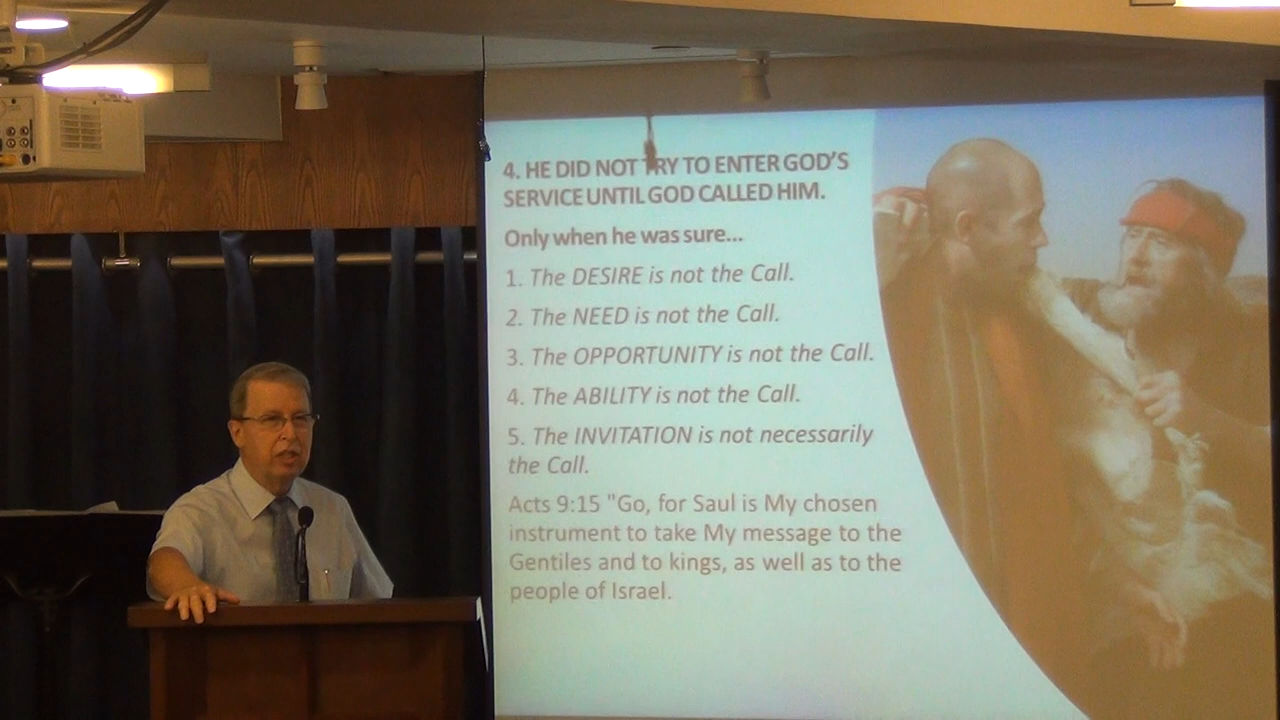 4. HE DID NOT TRY TO ENTER GOD'S
SERVICE UNTIL GOD CALLED HIM.
Only when he was sure...
1. The DESIRE is not the Call.
2. The NEED is not the Call.
3. The OPPORTUNITY is not the Call.
4. The ABILITY is not the Call.
5. The INVITATION is not necessarily
the Call.
Acts 9:15 "Go, for Saul is My chosen
instrument to take My message to the
Gentiles and to kings, as well as to the
people of Israel.